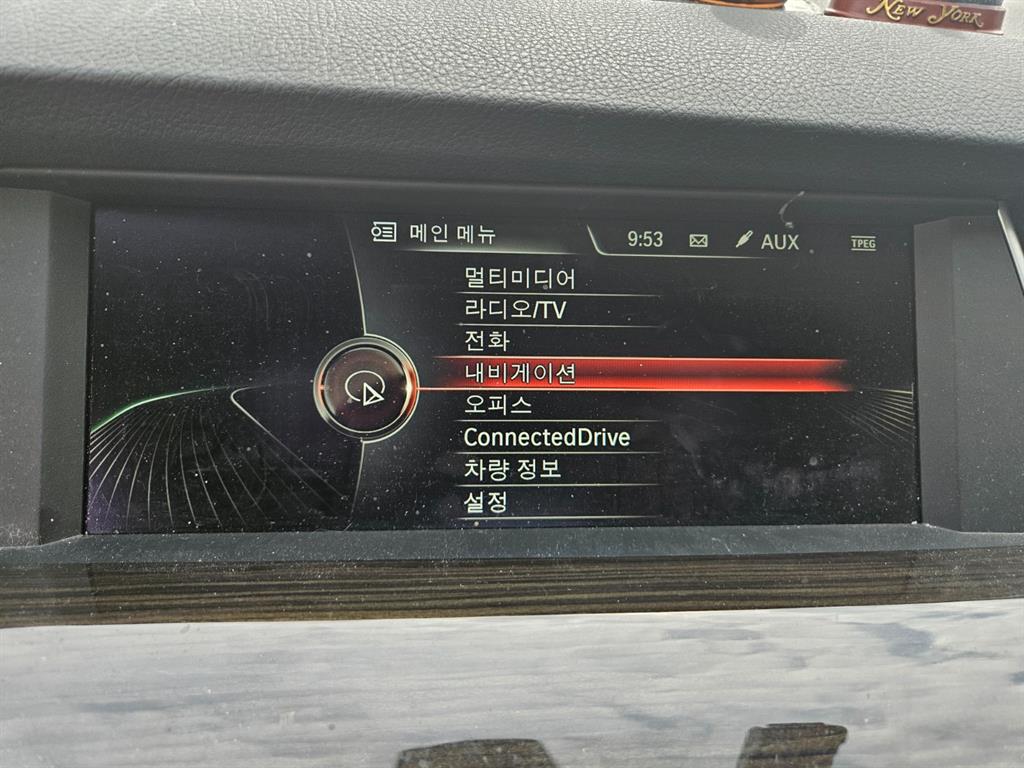 New York
메인 메뉴
9:53
AUX
TPEG
멀티미디어
라디오/TV
전화
내비게이션
오피스
ConnectedDrive
차량 정보
설정